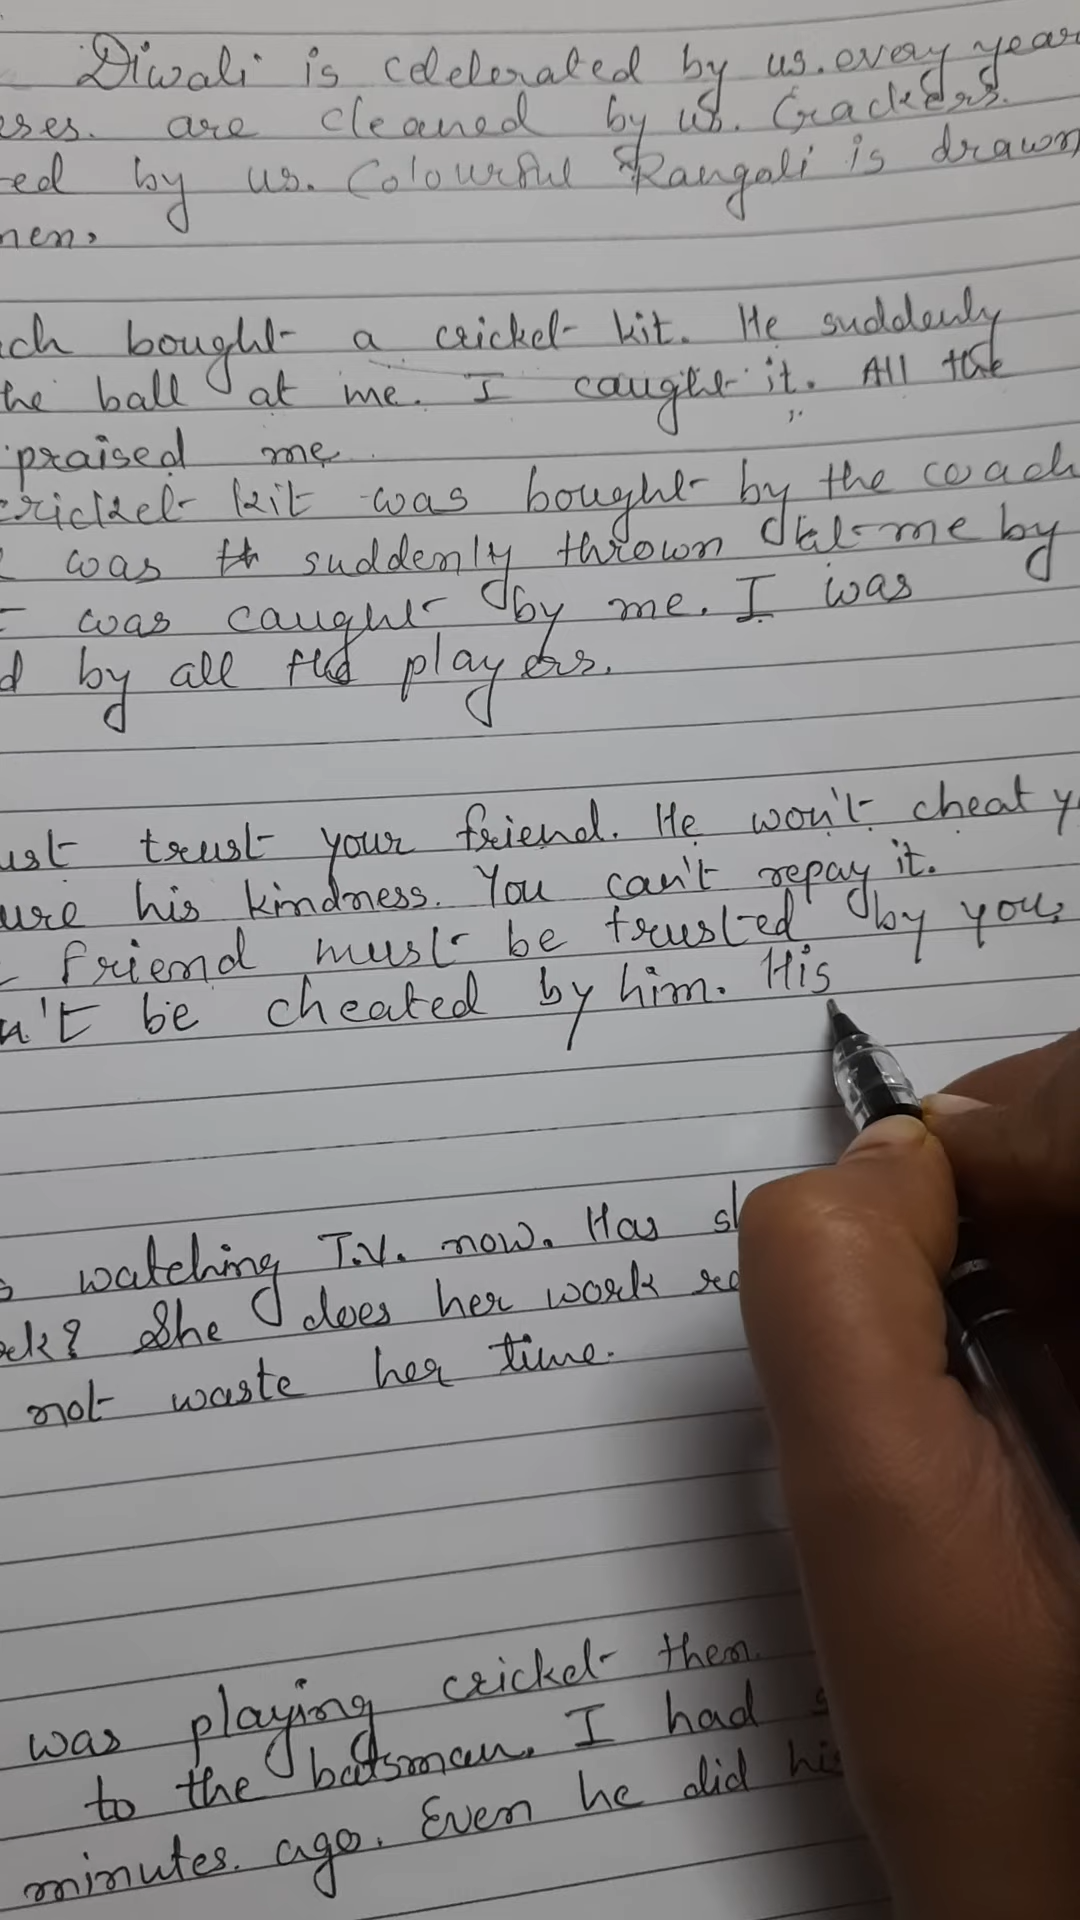 Diwali is celebrated by us. every year
eses. are cleaned by us. Crackers.
ed by us. Colourful Rangoli is drawn
men.
ch bought a cricket kit. He suddenly
he ball at me. I caught it. All the
praised me
cricket kit was bought by the coach
was suddenly thrown at me by
was caught by me. I was
d by all the players.
ust trust your friend. He won't cheat y
ure his kindness. You can't repay it.
friend must be trusted by you.
n't be cheated by him. His
watching T.V. now. Has sh
ek? She does her work re
not waste her time.
was playing cricket then
to the batsman. I had s
minutes. ago. Even he did hi